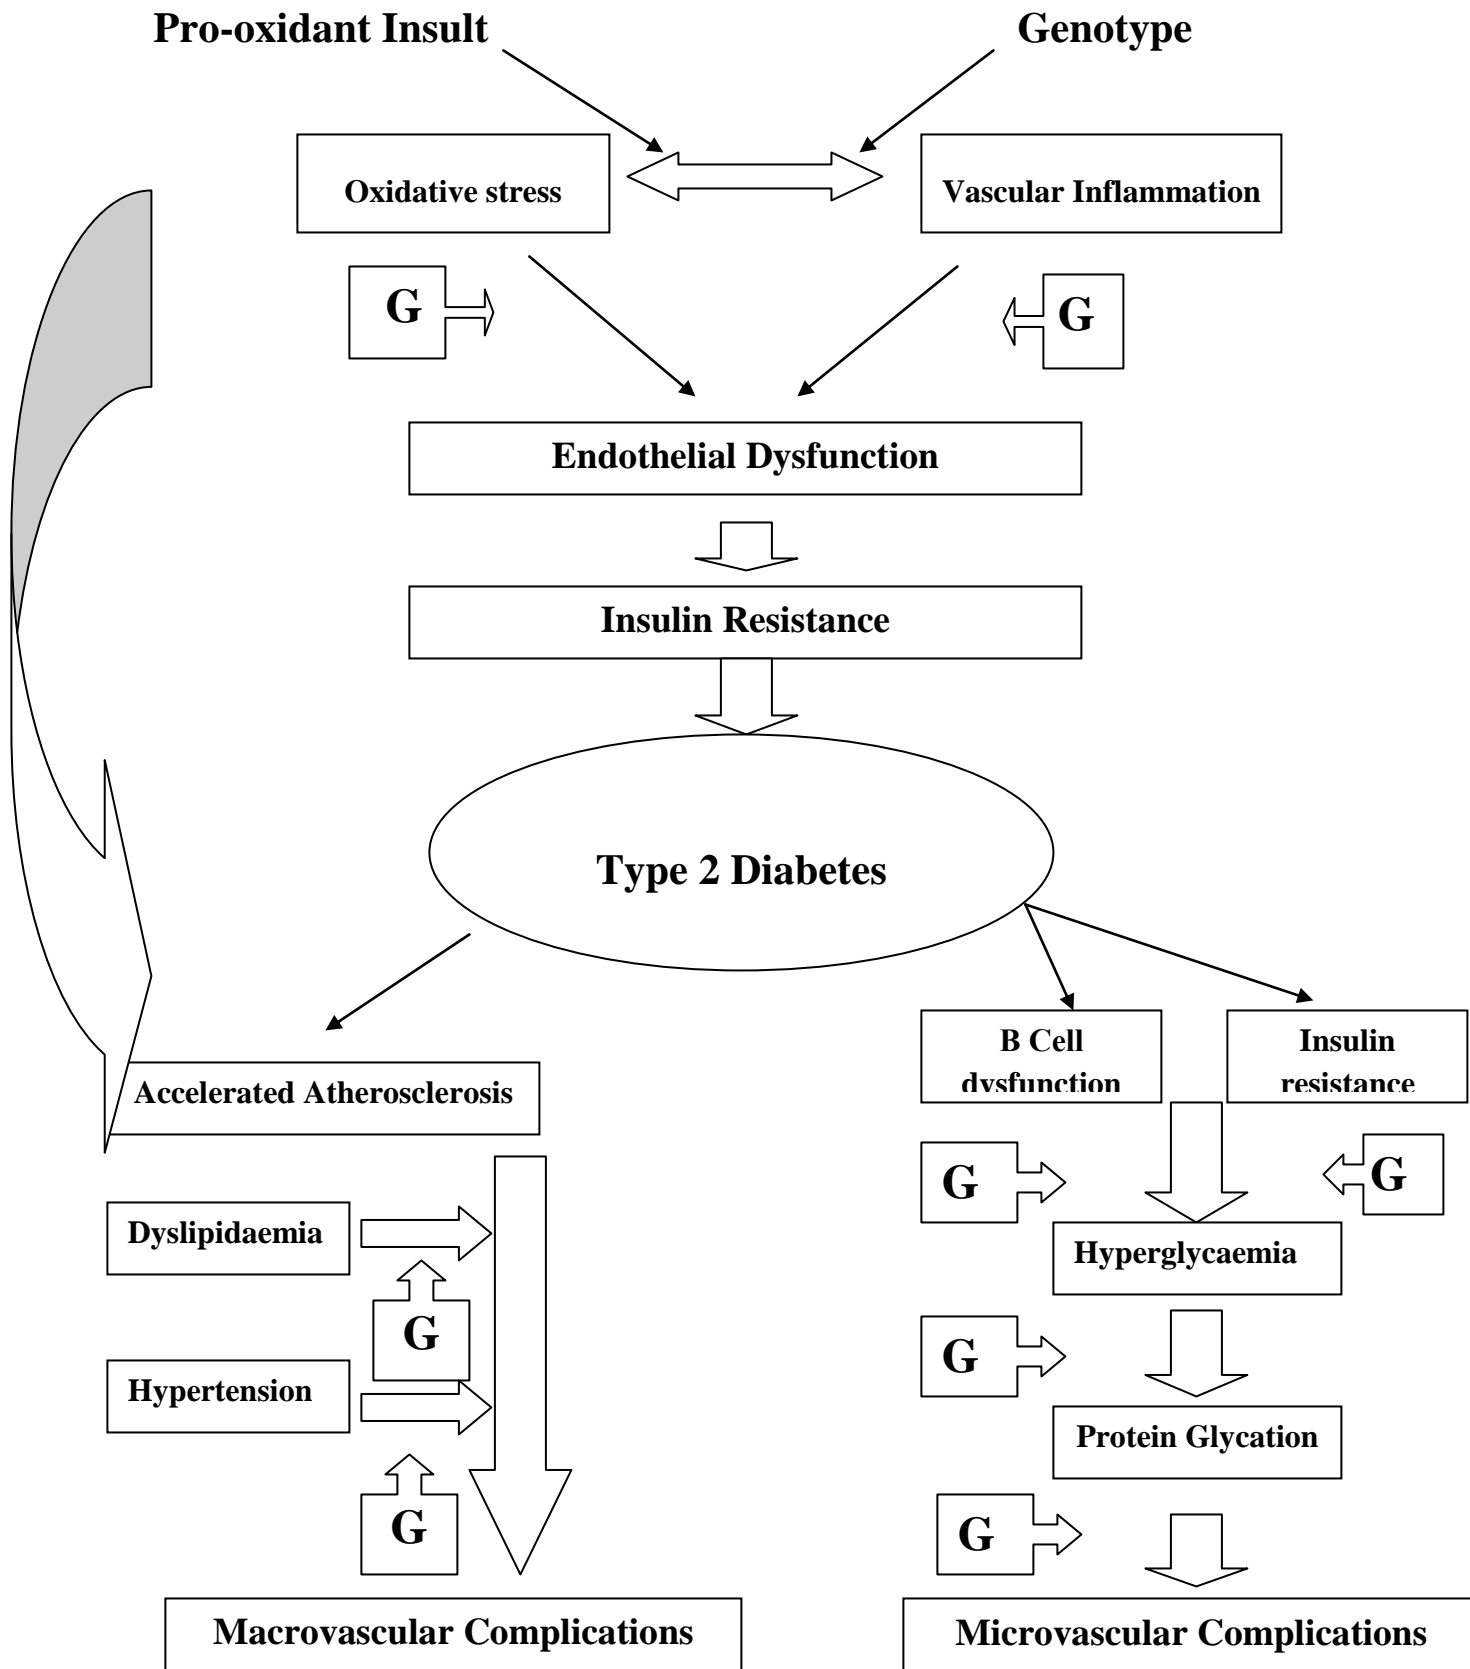 Pro-oxidant Insult
Genotype
Oxidative stress
Vascular Inflammation
G
G
Endothelial Dysfunction
Insulin Resistance
Type 2 Diabetes
B Cell
dysfunction
Insulin
resistance
Accelerated Atherosclerosis
G
G
Dyslipidaemia
Hyperglycaemia
G
G
Hypertension
Protein Glycation
G
G
Macrovascular Complications
Microvascular Complications